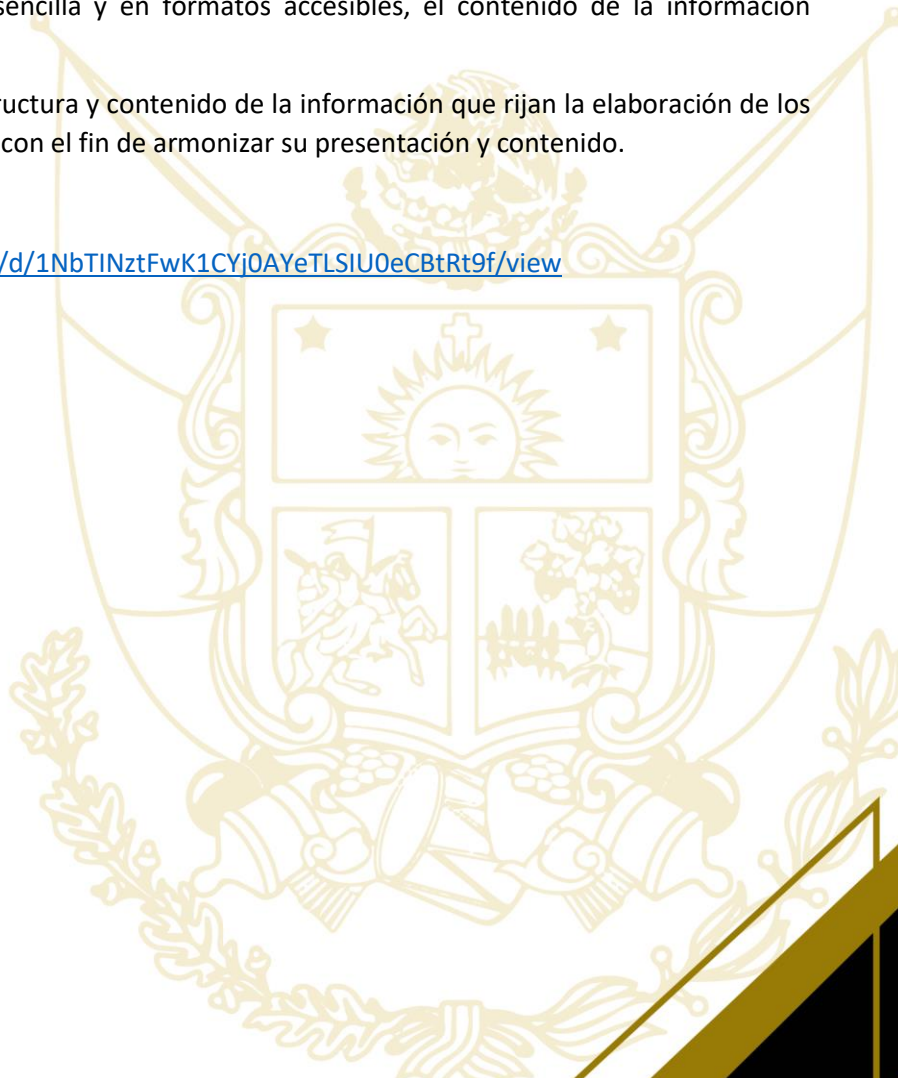 sencilla y en formatos accesibles, el contenido de la información
ructura y contenido de la información que rijan la elaboración de los
con el fin de armonizar su presentación y contenido.
/d/1NbTINztFwK1CYj0AYeTLSIU0eCBtRt9f/view